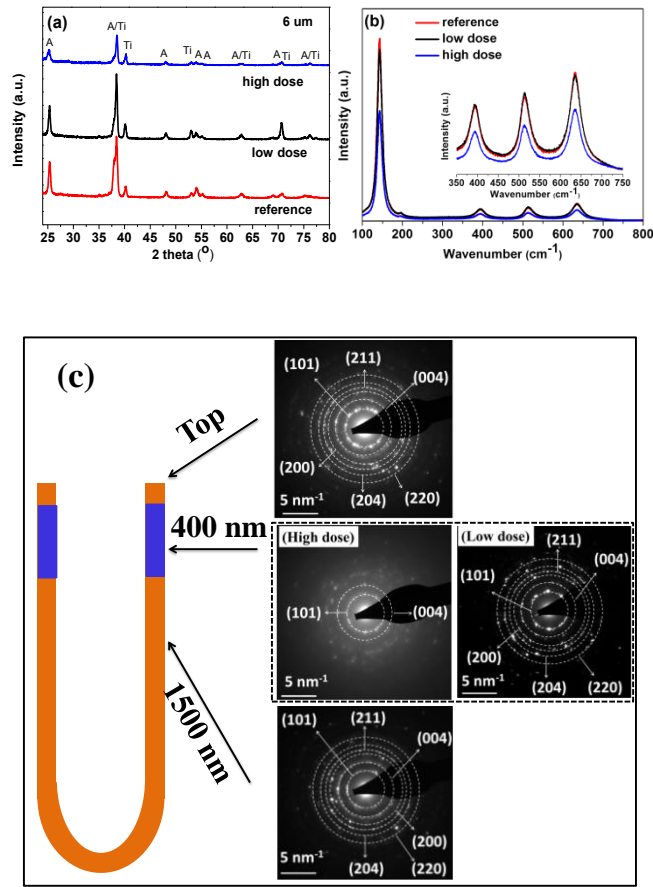 (a)
6 um
A
A/Ti
Ti
A
Ti
A
A
A/Ti
A
Ti
A/Ti
high dose
low dose
reference
Intensity (a.u.)
25 30 35 40 45 50 55 60 65 70 75 80
2 theta (°)
(b)
reference
low dose
high dose
Intensity (a.u.)
Intensity (a.u.)
350 400 450 500 550 600 650 700 750
Wavenumber (cm-1)
100 200 300 400 500 600 700 800
Wavenumber (cm-1)
(c)
Top
400 nm
1500 nm
(101)
(211)
(004)
(200)
(204)
(220)
5 nm-1
(High dose)
(101)
(004)
5 nm-1
(Low dose)
(211)
(004)
(101)
(200)
(204)
(220)
5 nm-1
(101)
(211)
(004)
(200)
(204)
(220)
5 nm-1